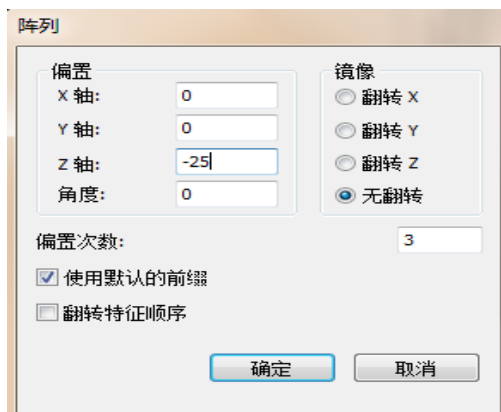 阵列
偏置
X 轴: 0
Y 轴: 0
Z 轴: -25
角度: 0
镜像
翻转 X
翻转 Y
翻转 Z
无翻转
偏置次数: 3
使用默认的前缀
翻转特征顺序
确定 取消